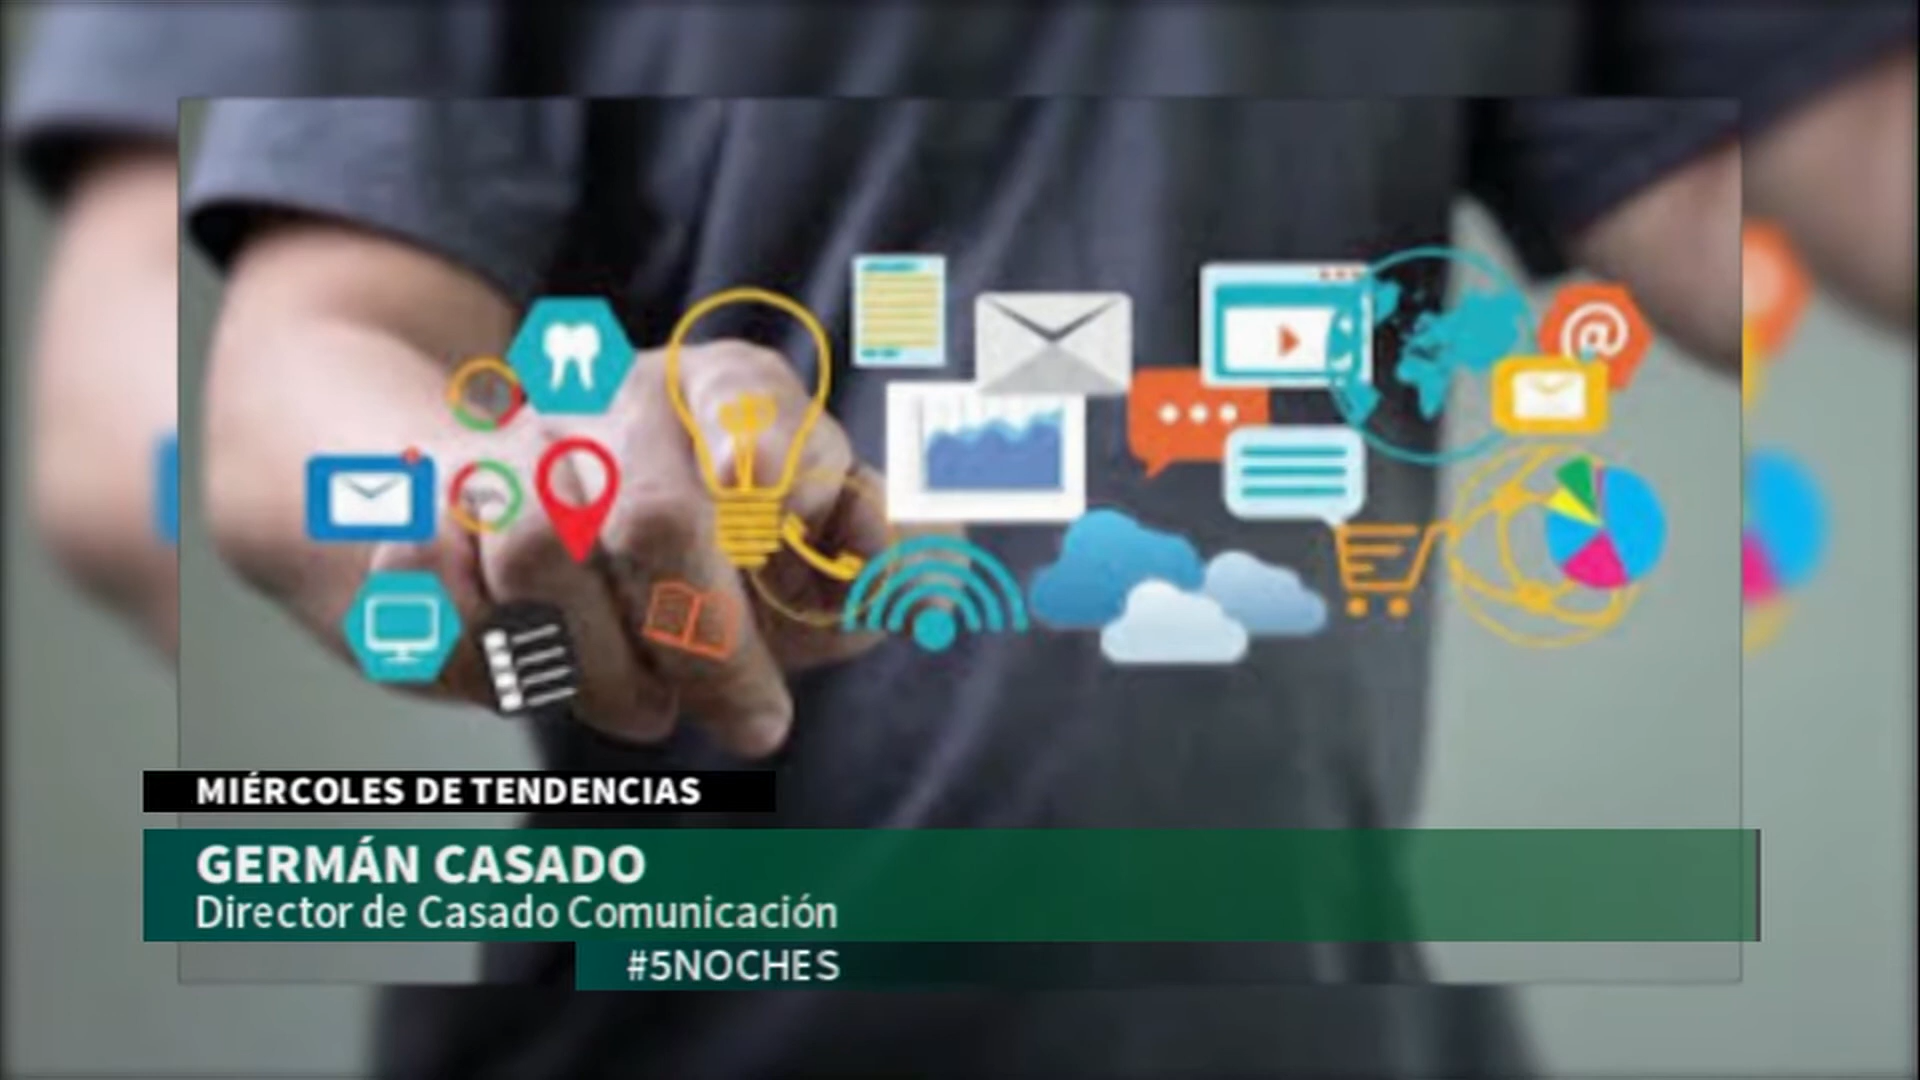 @
MIÉRCOLES DE TENDENCIAS
GERMÁN CASADO
Director de Casado Comunicación
#5NOCHES